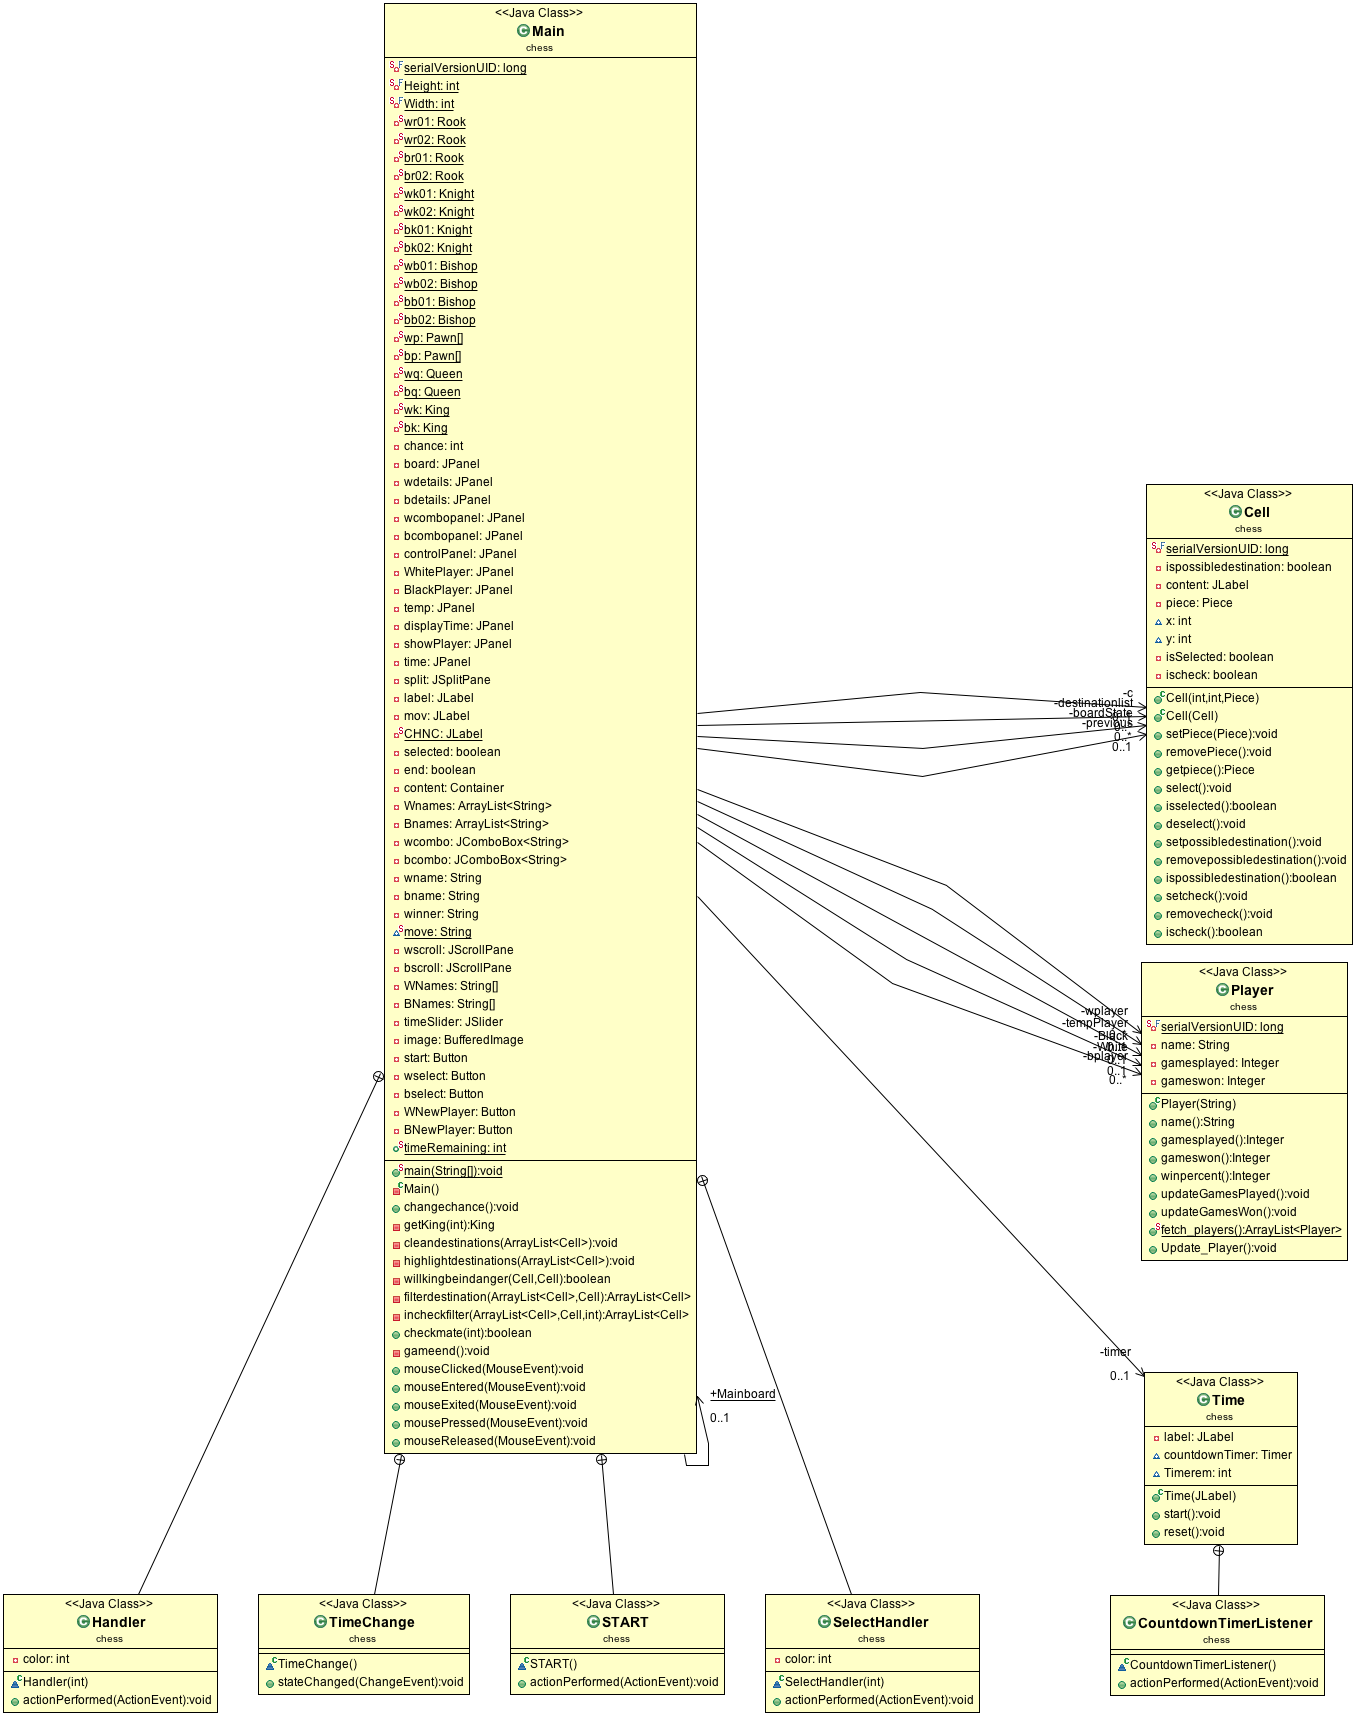 <<Java Class>>
Main
chess
serialVersionUID: long
Height: int
Width: int
wr01: Rook
wr02: Rook
br01: Rook
br02: Rook
wk01: Knight
wk02: Knight
bk01: Knight
bk02: Knight
wb01: Bishop
wb02: Bishop
bb01: Bishop
bb02: Bishop
wp: Pawn[]
bp: Pawn[]
wq: Queen
bq: Queen
wk: King
bk: King
chance: int
board: JPanel
wdetails: JPanel
bdetails: JPanel
wcombopanel: JPanel
bcombopanel: JPanel
controlPanel: JPanel
WhitePlayer: JPanel
BlackPlayer: JPanel
temp: JPanel
displayTime: JPanel
showPlayer: JPanel
time: JPanel
split: JSplitPane
label: JLabel
mov: JLabel
CHNC: JLabel
selected: boolean
end: boolean
content: Container
Wnames: ArrayList<String>
Bnames: ArrayList<String>
wcombo: JComboBox<String>
bcombo: JComboBox<String>
wname: String
bname: String
winner: String
move: String
wscroll: JScrollPane
bscroll: JScrollPane
WNames: String[]
BNames: String[]
timeSlider: JSlider
image: BufferedImage
start: Button
wselect: Button
bselect: Button
WNewPlayer: Button
BNewPlayer: Button
timeRemaining: int
main(String[]):void
Main()
changechance():void
getKing(int):King
cleandestinations(ArrayList<Cell>):void
highlightdestinations(ArrayList<Cell>):void
willkingbeindanger(Cell,Cell):boolean
filterdestination(ArrayList<Cell>,Cell):ArrayList<Cell>
incheckfilter(ArrayList<Cell>,Cell,int):ArrayList<Cell>
checkmate(int):boolean
gameend():void
mouseClicked(MouseEvent):void
mouseEntered(MouseEvent):void
mouseExited(MouseEvent):void
mousePressed(MouseEvent):void
mouseReleased(MouseEvent):void
+Mainboard
0..1
-c
-destinationlist
-boardState
-previous
0..*
0..1
<<Java Class>>
Cell
chess
serialVersionUID: long
ispossibledestination: boolean
content: JLabel
piece: Piece
x: int
y: int
isSelected: boolean
ischeck: boolean
Cell(int,int,Piece)
Cell(Cell)
setPiece(Piece):void
removePiece():void
getpiece():Piece
select():void
isselected():boolean
deselect():void
setpossibledestination():void
removepossibledestination():void
ispossibledestination():boolean
setcheck():void
removecheck():void
ischeck():boolean
-wplayer
-tempPlayer
-Black
-White
-bplayer
0..1
0..*
<<Java Class>>
Player
chess
serialVersionUID: long
name: String
gamesplayed: Integer
gameswon: Integer
Player(String)
name():String
gamesplayed():Integer
gameswon():Integer
winpercent():Integer
updateGamesPlayed():void
updateGamesWon():void
fetch_players():ArrayList<Player>
Update_Player():void
-timer
0..1
<<Java Class>>
Time
chess
label: JLabel
countdownTimer: Timer
Timerem: int
Time(JLabel)
start():void
reset():void
<<Java Class>>
Handler
chess
color: int
Handler(int)
actionPerformed(ActionEvent):void
<<Java Class>>
TimeChange
chess
TimeChange()
stateChanged(ChangeEvent):void
<<Java Class>>
START
chess
START()
actionPerformed(ActionEvent):void
<<Java Class>>
SelectHandler
chess
color: int
SelectHandler(int)
actionPerformed(ActionEvent):void
<<Java Class>>
CountdownTimerListener
chess
CountdownTimerListener()
actionPerformed(ActionEvent):void